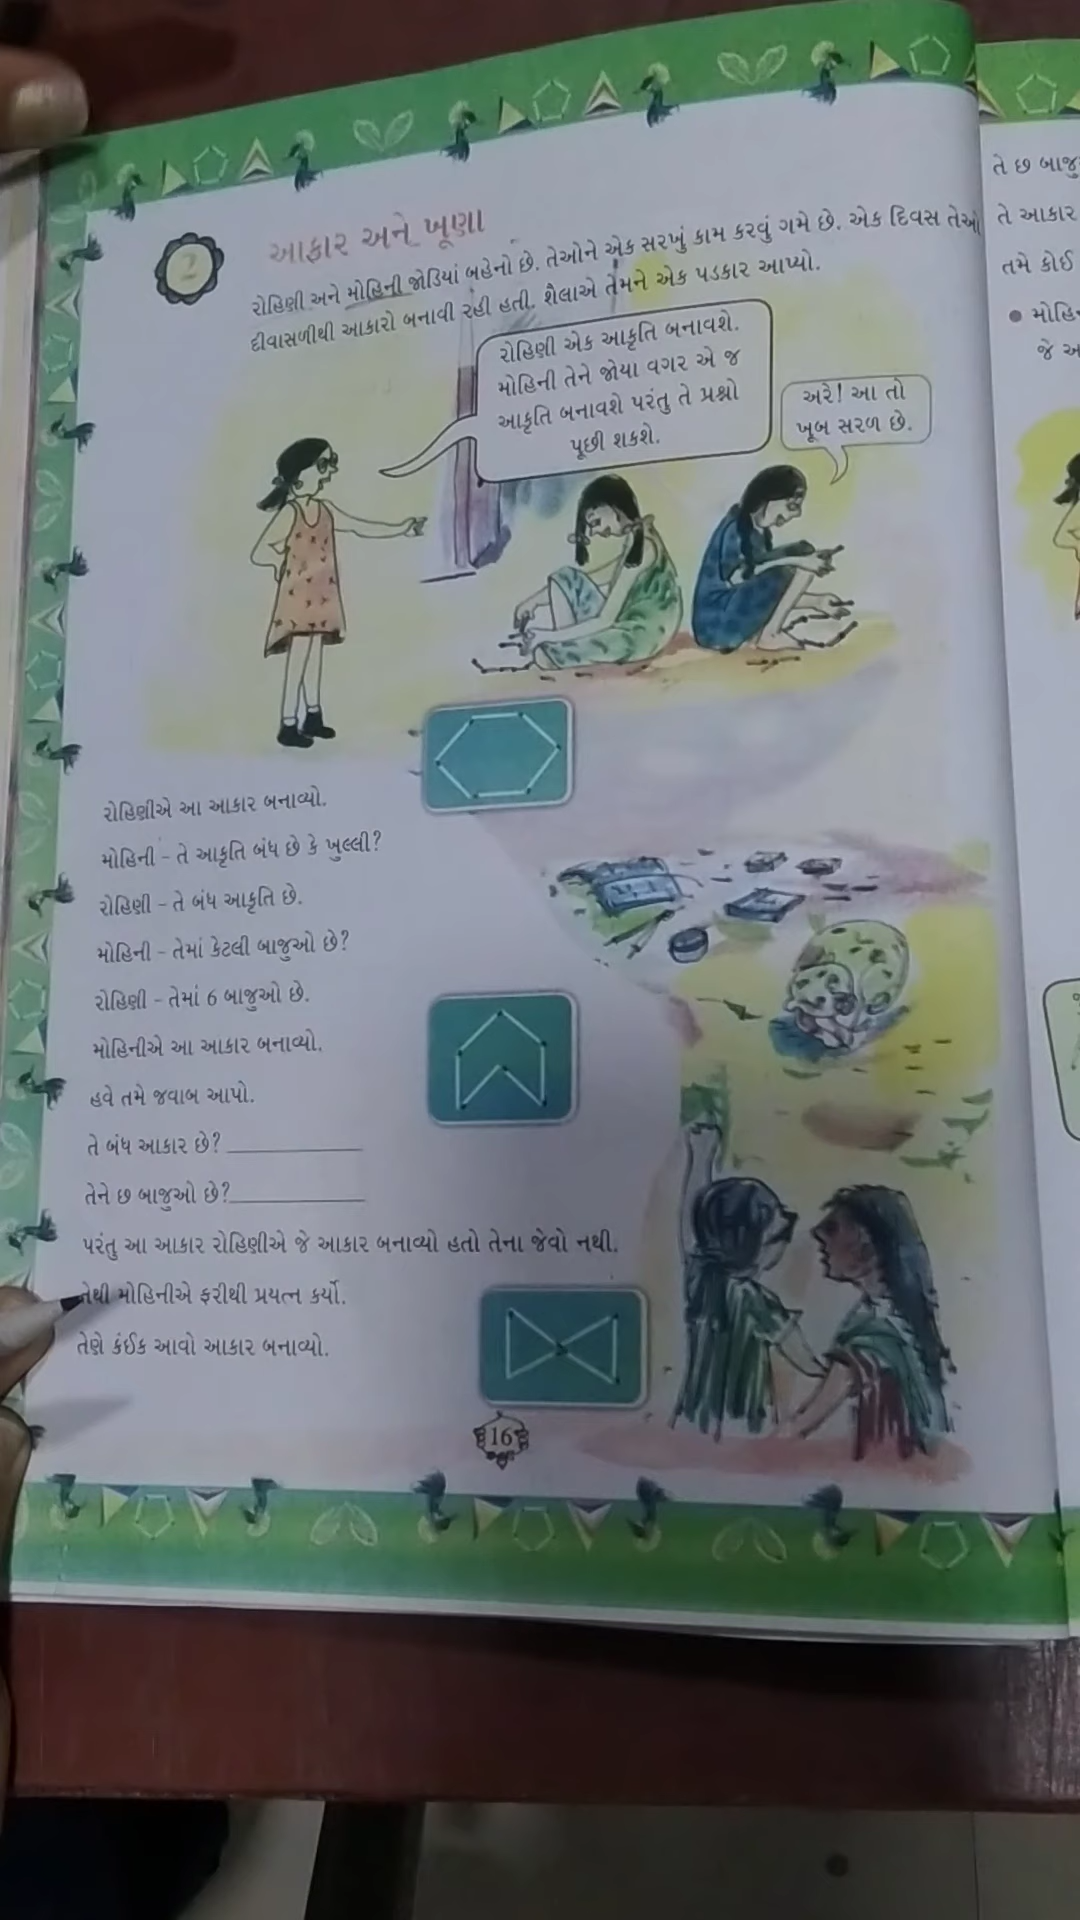 2
આકાર અને ખૂણા
રોહિણી અને મોહિની જોડિયાં બહેનો છે. તેઓને એક સરખું કામ કરવું ગમે છે. એક દિવસ તેઓ
દીવાસળીથી આકારો બનાવી રહી હતી. શૈલાએ તેમને એક પડકાર આપ્યો.
રોહિણી એક આકૃતિ બનાવશે.
મોહિની તેને જોયા વગર એ જ
આકૃતિ બનાવશે પરંતુ તે પ્રશ્નો
પૂછી શકશે.
અરે! આ તો
ખૂબ સરળ છે.
રોહિણીએ આ આકાર બનાવ્યો.
મોહિની – તે આકૃતિ બંધ છે કે ખુલ્લી?
રોહિણી – તે બંધ આકૃતિ છે.
મોહિની – તેમાં કેટલી બાજુઓ છે?
રોહિણી – તેમાં 6 બાજુઓ છે.
મોહિનીએ આ આકાર બનાવ્યો.
હવે તમે જવાબ આપો.
તે બંધ આકાર છે?
તેને છ બાજુઓ છે?
પરંતુ આ આકાર રોહિણીએ જે આકાર બનાવ્યો હતો તેના જેવો નથી.
તેથી મોહિનીએ ફરીથી પ્રયત્ન કર્યો.
તેણે કંઈક આવો આકાર બનાવ્યો.
16
તે છ બાજુ
તે આકાર
તમે કોઈ
જે